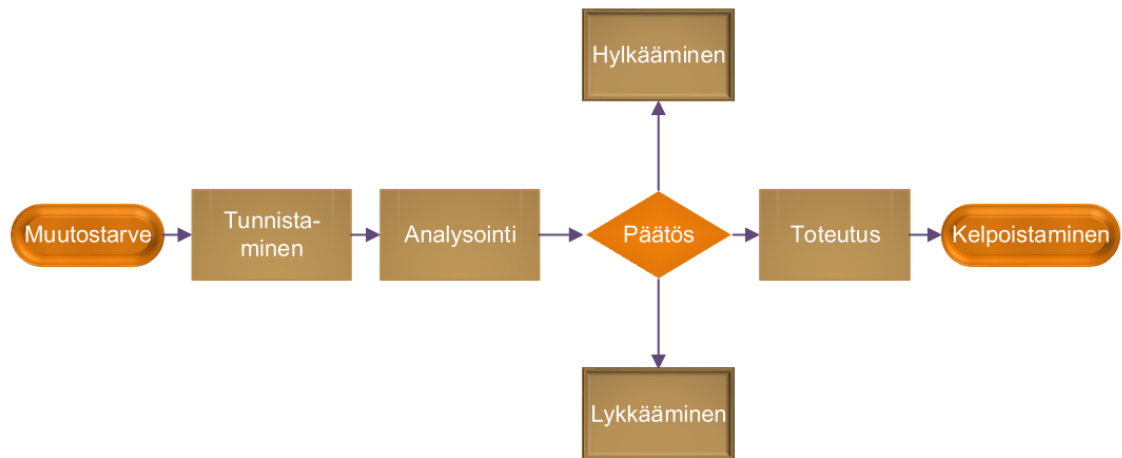 Hylkääminen
Muutostarve
Tunnista-
minen
Analysointi
Päätös
Toteutus
Kelpoistaminen
Lykkääminen